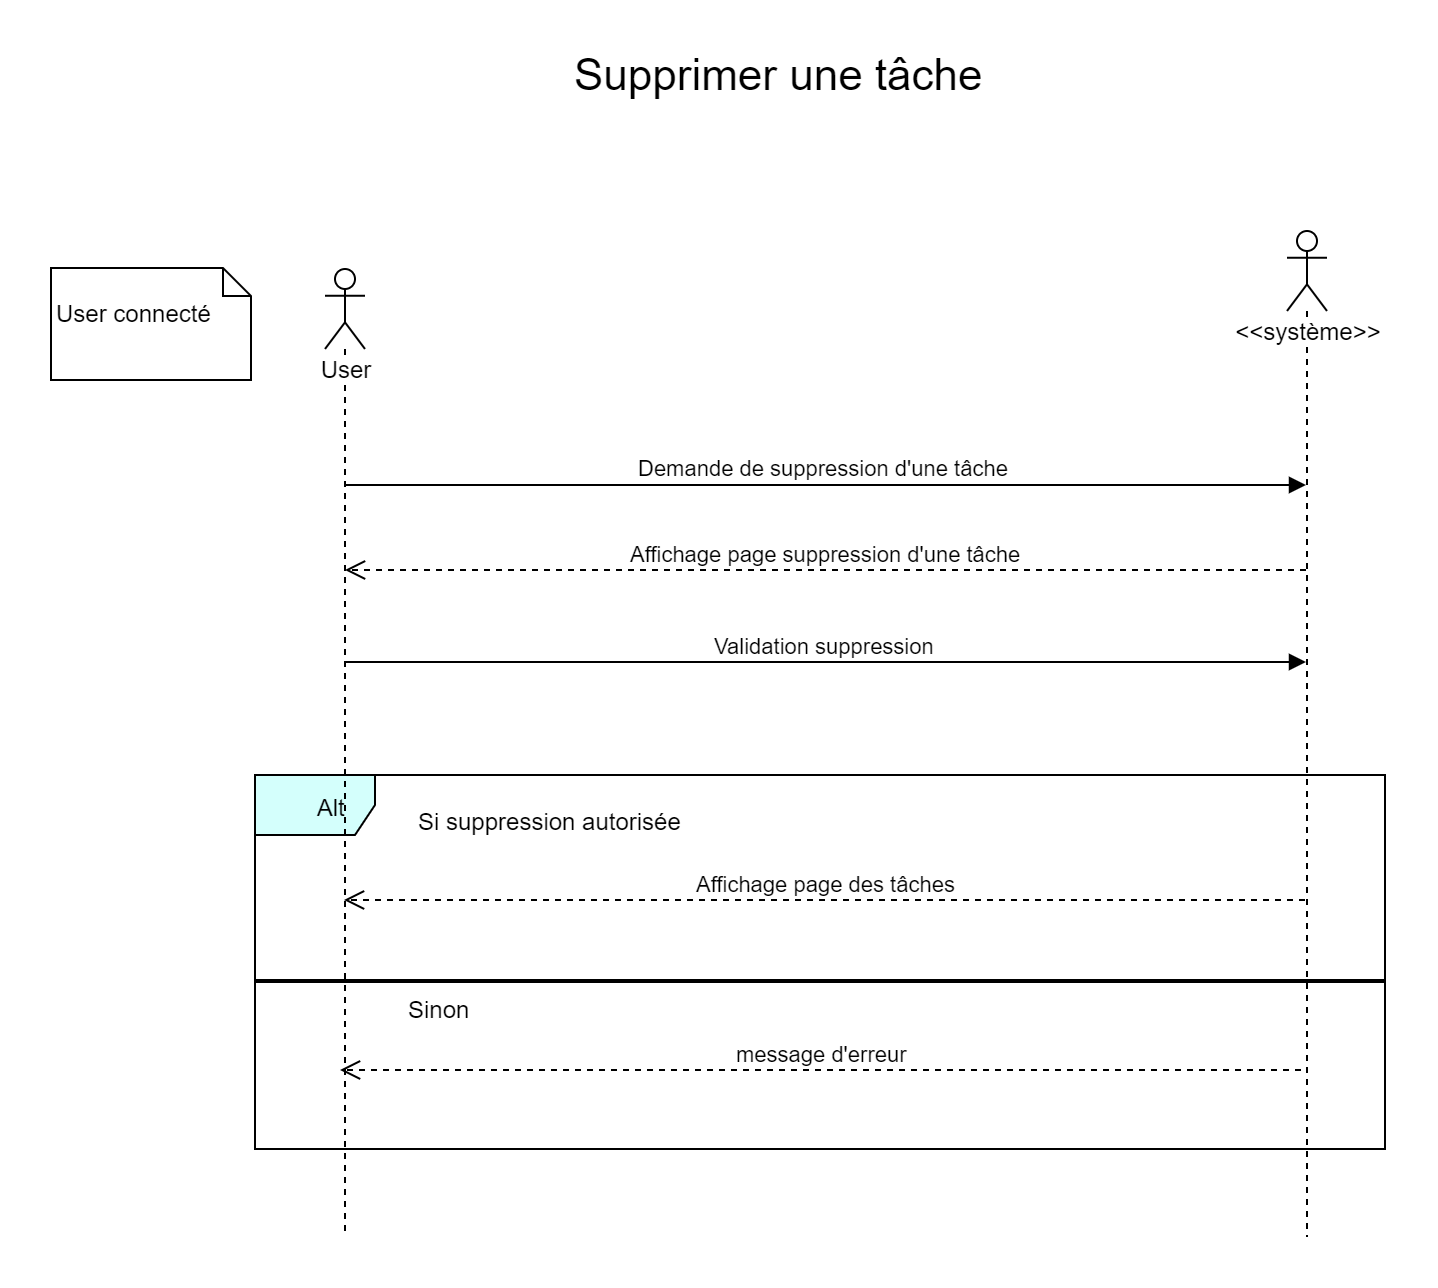 Supprimer une tâche
User connecté
User
<<système>>
Demande de suppression d'une tâche
Affichage page suppression d'une tâche
Validation suppression
Alt
Si suppression autorisée
Affichage page des tâches
Sinon
message d'erreur